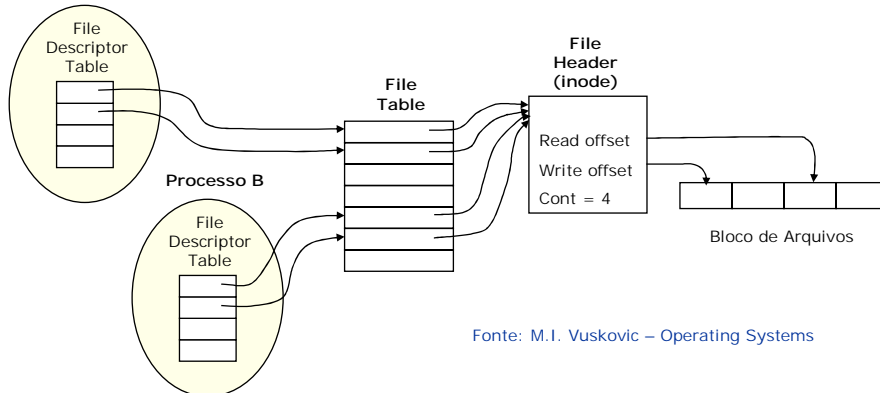 File
Descriptor
Table
File
Table
File
Header
(inode)
Read offset
Write offset
Cont = 4
Bloco de Arquivos
Processo B
File
Descriptor
Table
Fonte: M.I. Vuskovic – Operating Systems